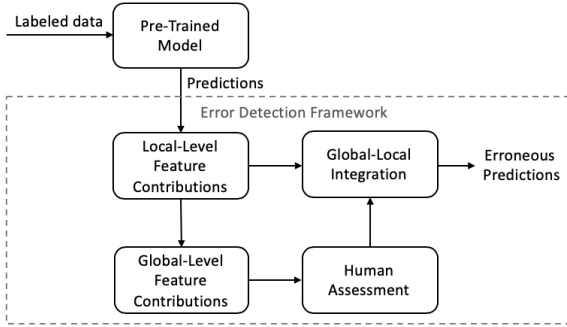 Labeled data
Pre-Trained
Model
Predictions
Error Detection Framework
Local-Level
Feature
Contributions
Global-Local
Integration
Erroneous
Predictions
Global-Level
Feature
Contributions
Human
Assessment